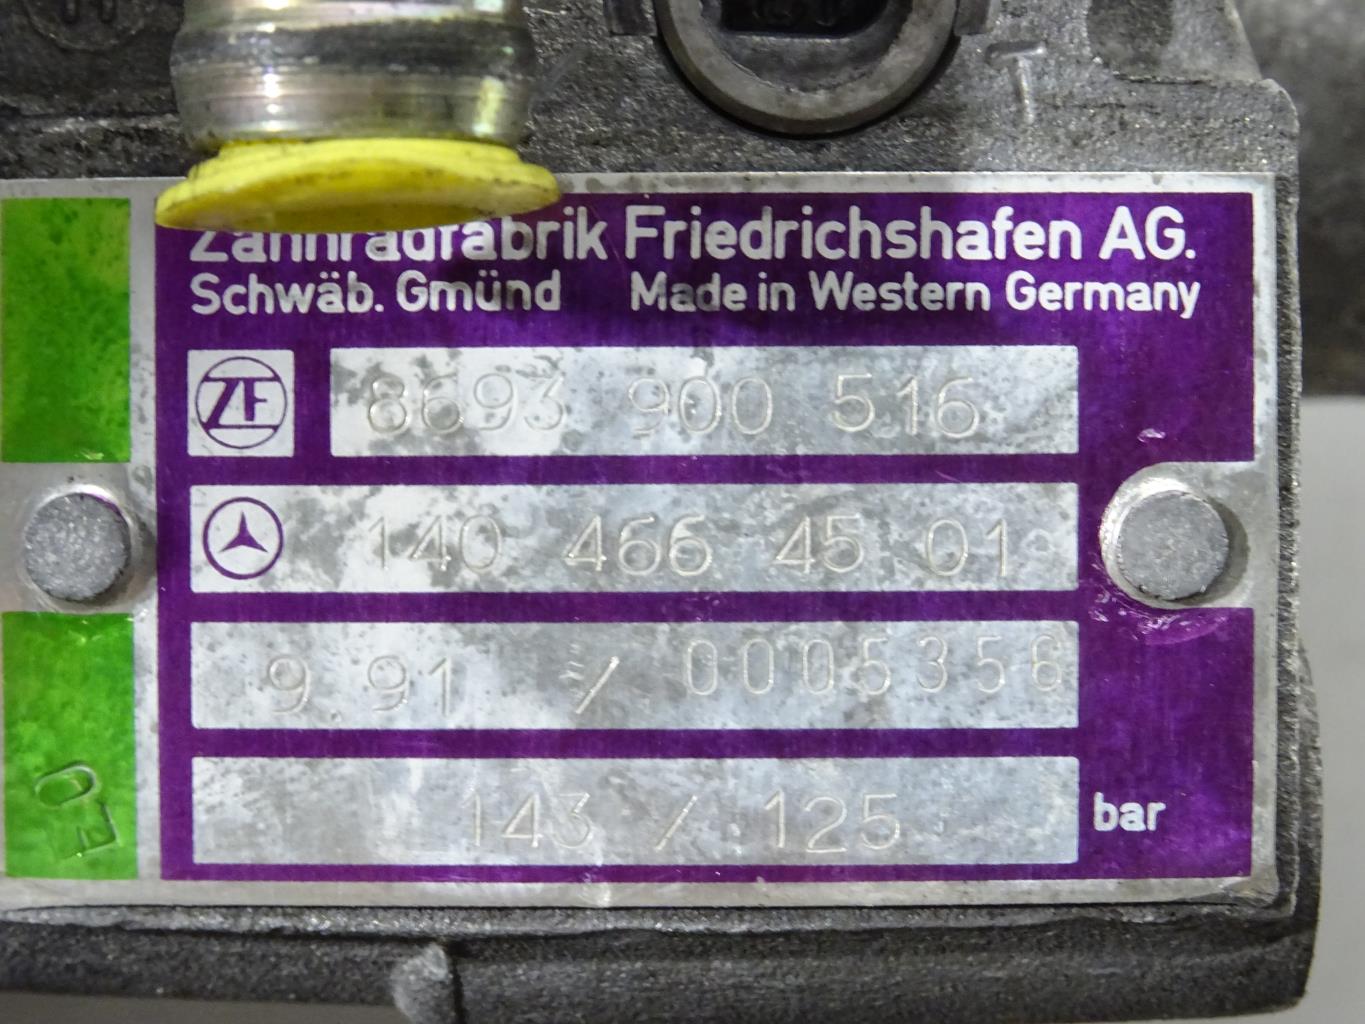 Zahnradfabrik Friedrichshafen AG.
Schwäb. Gmünd Made in Western Germany
ZF 8693 900 516
140 466 45 01
9 91 / 0005356
143 / 125 bar
T